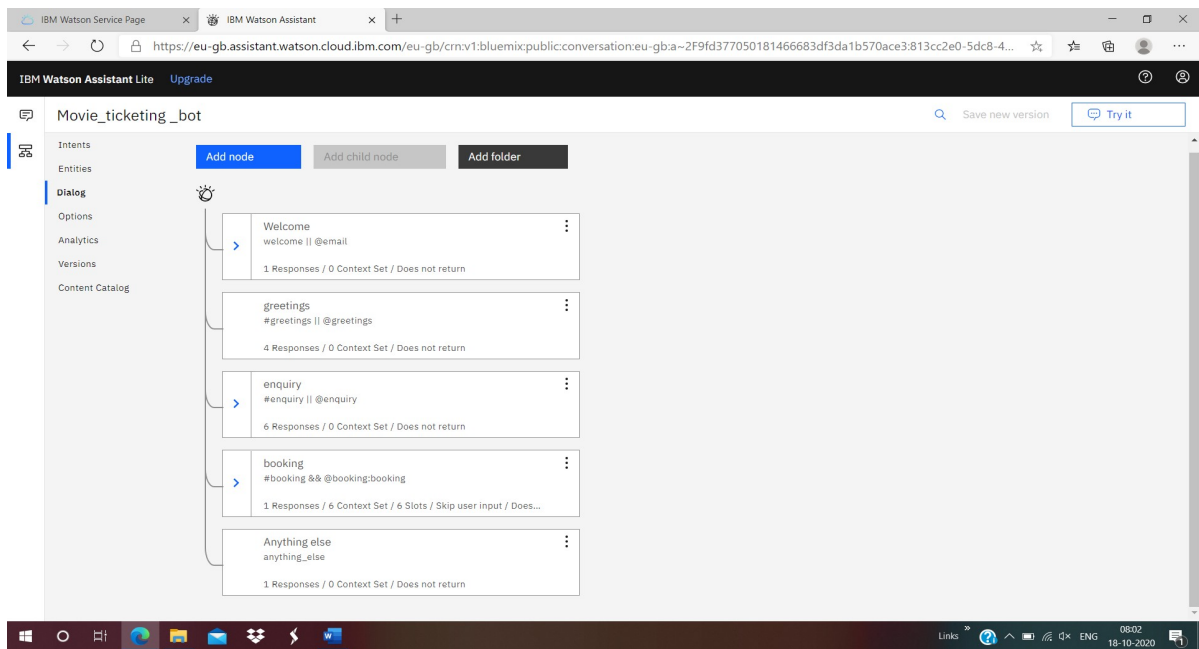 IBM Watson Service Page
IBM Watson Assistant
https://eu-gb.assistant.watson.cloud.ibm.com/eu-gb/crn:v1:bluemix:public:conversation:eu-gb:a~2F9fd377050181466683df3da1b570ace3:813cc2e0-5dc8-4...
IBM Watson Assistant Lite Upgrade
Movie_ticketing _bot
Save new version
Try it
Intents
Entities
Dialog
Options
Analytics
Versions
Content Catalog
Add node
Add child node
Add folder
Welcome
welcome || @email
1 Responses / 0 Context Set / Does not return
greetings
#greetings || @greetings
4 Responses / 0 Context Set / Does not return
enquiry
#enquiry || @enquiry
6 Responses / 0 Context Set / Does not return
booking
#booking && @booking:booking
1 Responses / 6 Context Set / 6 Slots / Skip user input / Does...
Anything else
anything_else
1 Responses / 0 Context Set / Does not return
Links
ENG
08:02
18-10-2020